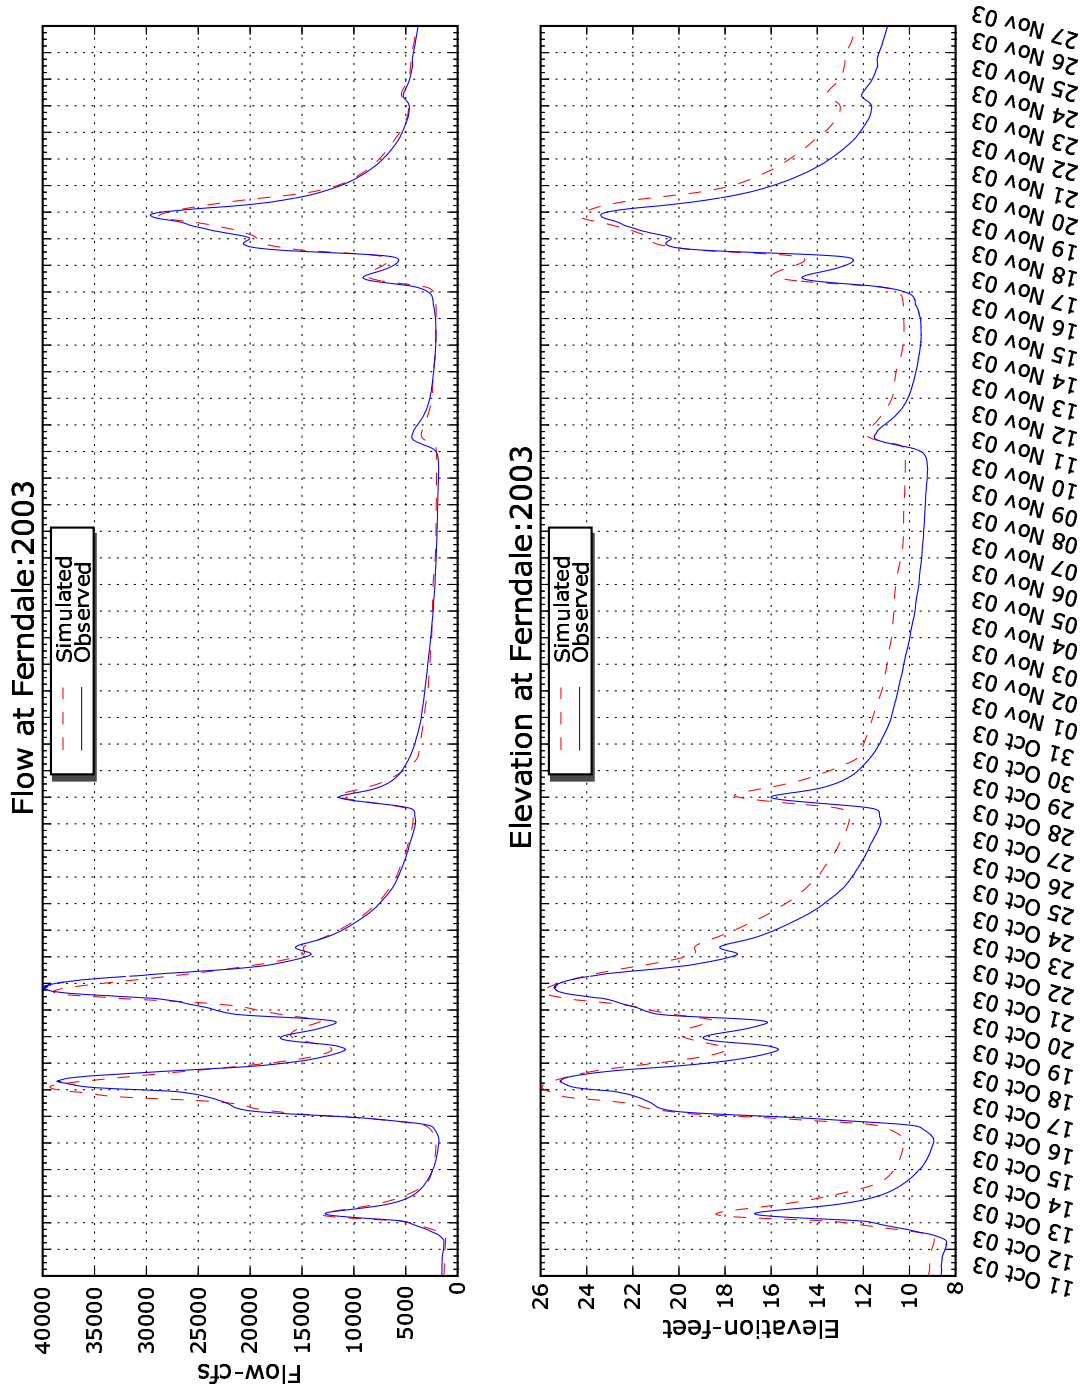 Flow at Ferndale:2003
Simulated
Observed
Flow-cfs
40000
35000
30000
25000
20000
15000
10000
5000
0
Elevation at Ferndale:2003
Simulated
Observed
Elevation-feet
26
24
22
20
18
16
14
12
10
8
11 Oct 03
12 Oct 03
13 Oct 03
14 Oct 03
15 Oct 03
16 Oct 03
17 Oct 03
18 Oct 03
19 Oct 03
20 Oct 03
21 Oct 03
22 Oct 03
23 Oct 03
24 Oct 03
25 Oct 03
26 Oct 03
27 Oct 03
28 Oct 03
29 Oct 03
30 Oct 03
31 Oct 03
01 Nov 03
02 Nov 03
03 Nov 03
04 Nov 03
05 Nov 03
06 Nov 03
07 Nov 03
08 Nov 03
09 Nov 03
10 Nov 03
11 Nov 03
12 Nov 03
13 Nov 03
14 Nov 03
15 Nov 03
16 Nov 03
17 Nov 03
18 Nov 03
19 Nov 03
20 Nov 03
21 Nov 03
22 Nov 03
23 Nov 03
24 Nov 03
25 Nov 03
26 Nov 03
27 Nov 03